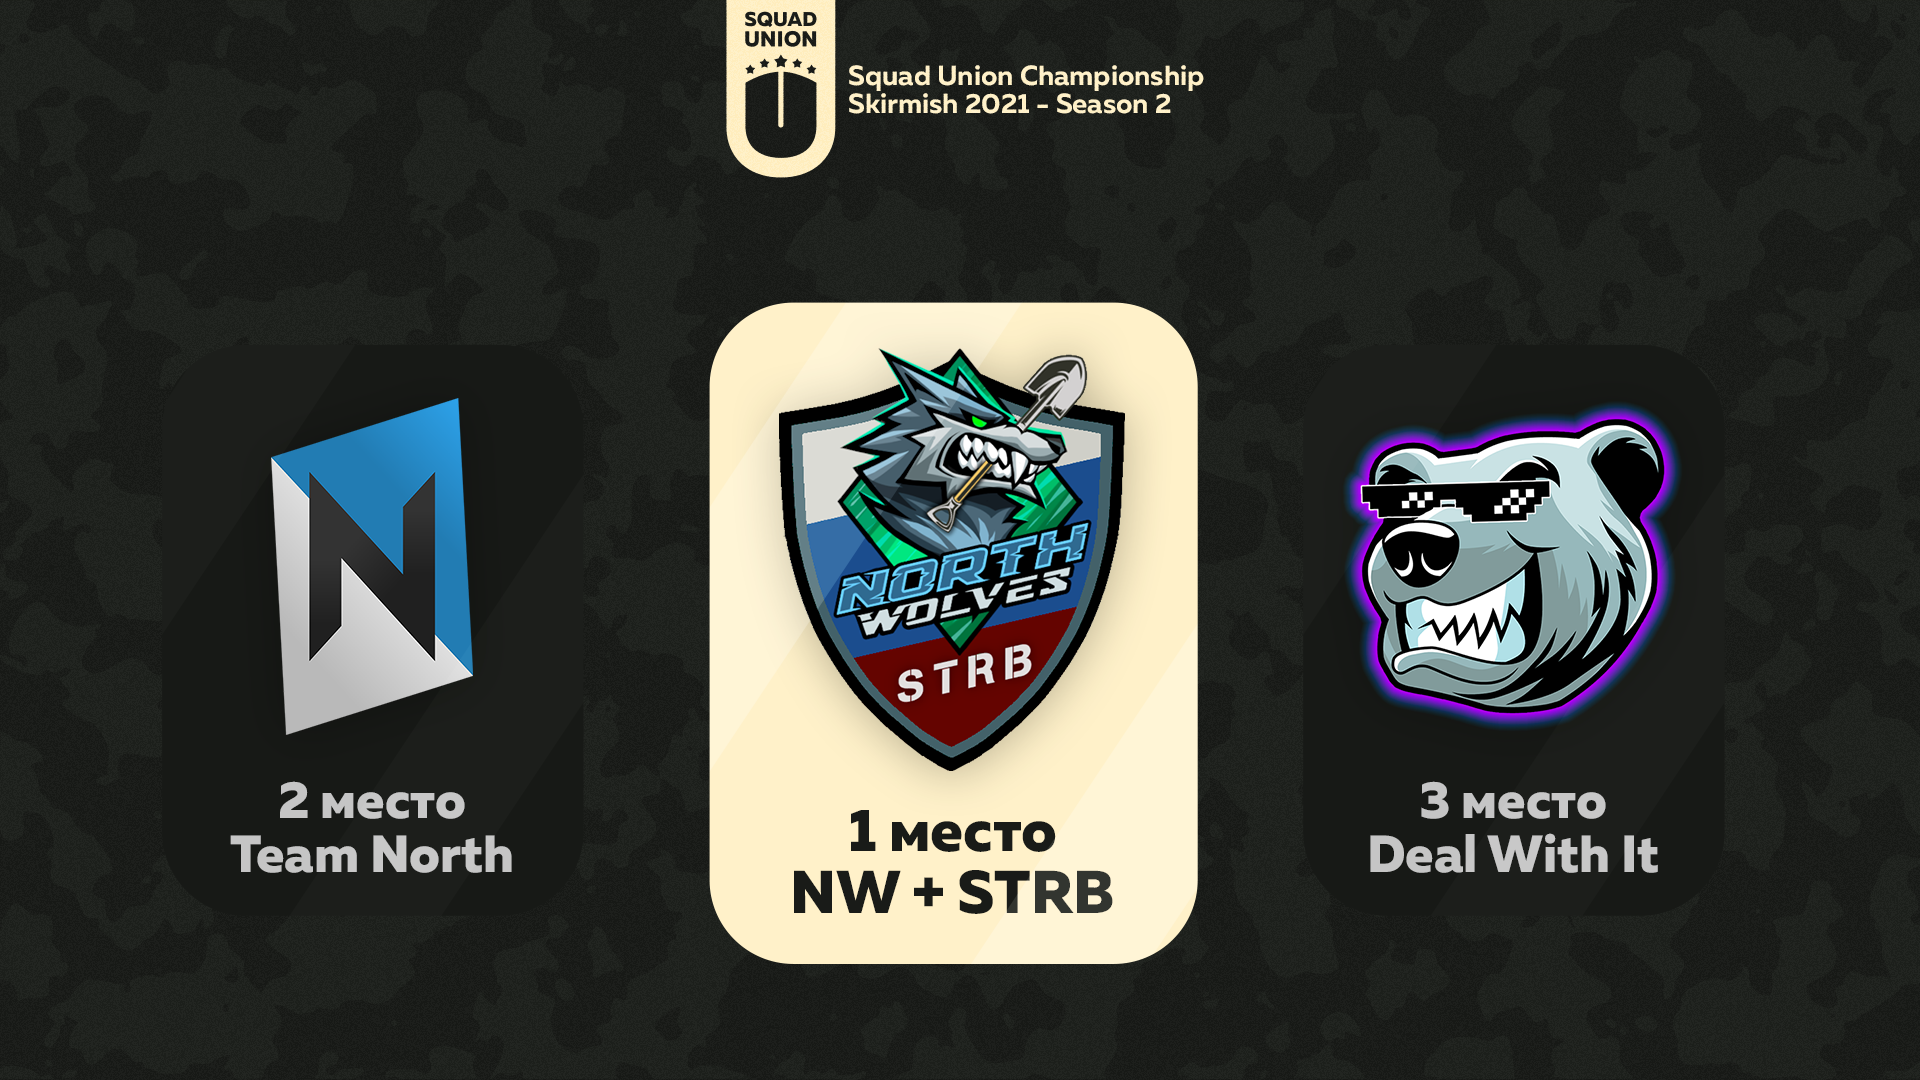 SQUAD
UNION
Squad Union Championship
Skirmish 2021 - Season 2
N
2 место
Team North
NORTH
WOLVES
STRB
1 место
NW + STRB
3 место
Deal With It